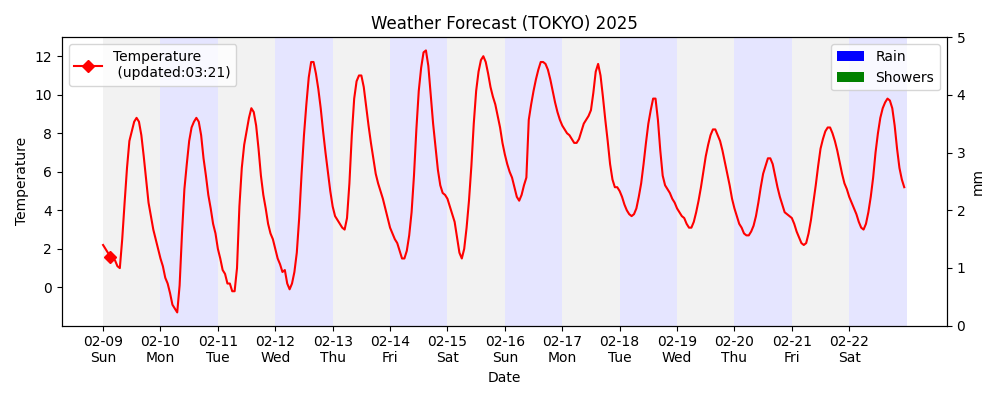 Weather Forecast (TOKYO) 2025
Temperature
(updated:03:21)
Rain
Showers
Temperature
12
10
8
6
4
2
0
5
4
3
2
1
0
mm
02-09 02-10 02-11 02-12 02-13 02-14 02-15 02-16 02-17 02-18 02-19 02-20 02-21 02-22
Sun Mon Tue Wed Thu Fri Sat Sun Mon Tue Wed Thu Fri Sat
Date